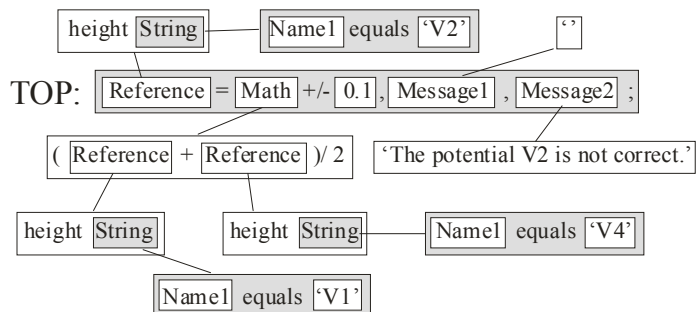 height String Name1 equals ‘V2’ ‘’
TOP: Reference = Math +/- 0.1 , Message1 , Message2 ;
( Reference + Reference )/ 2 ‘The potential V2 is not correct.’
height String height String Name1 equals ‘V4’
Name1 equals ‘V1’